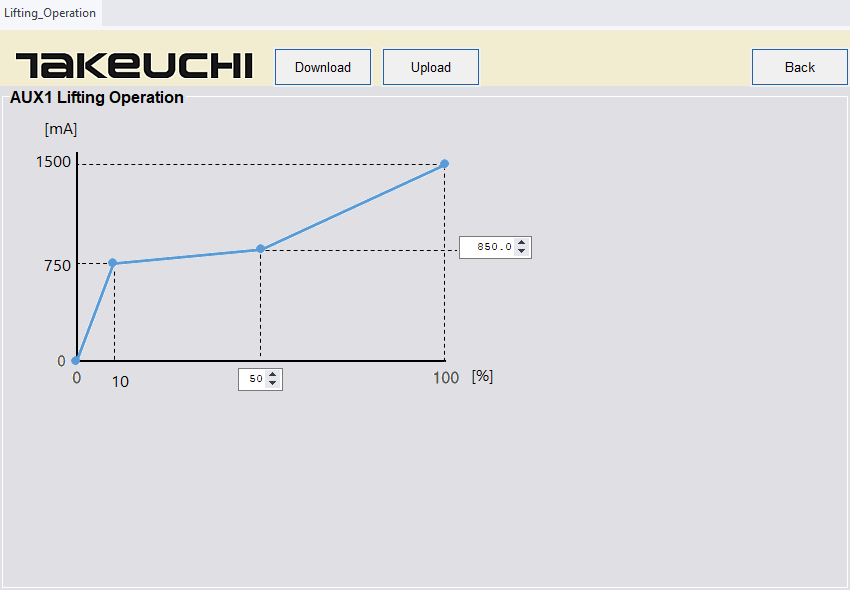 Lifting_Operation
TAKEUCHI
Download
Upload
Back
AUX1 Lifting Operation
[mA]
1500
850.0
750
0
0
10
50
100
[%]